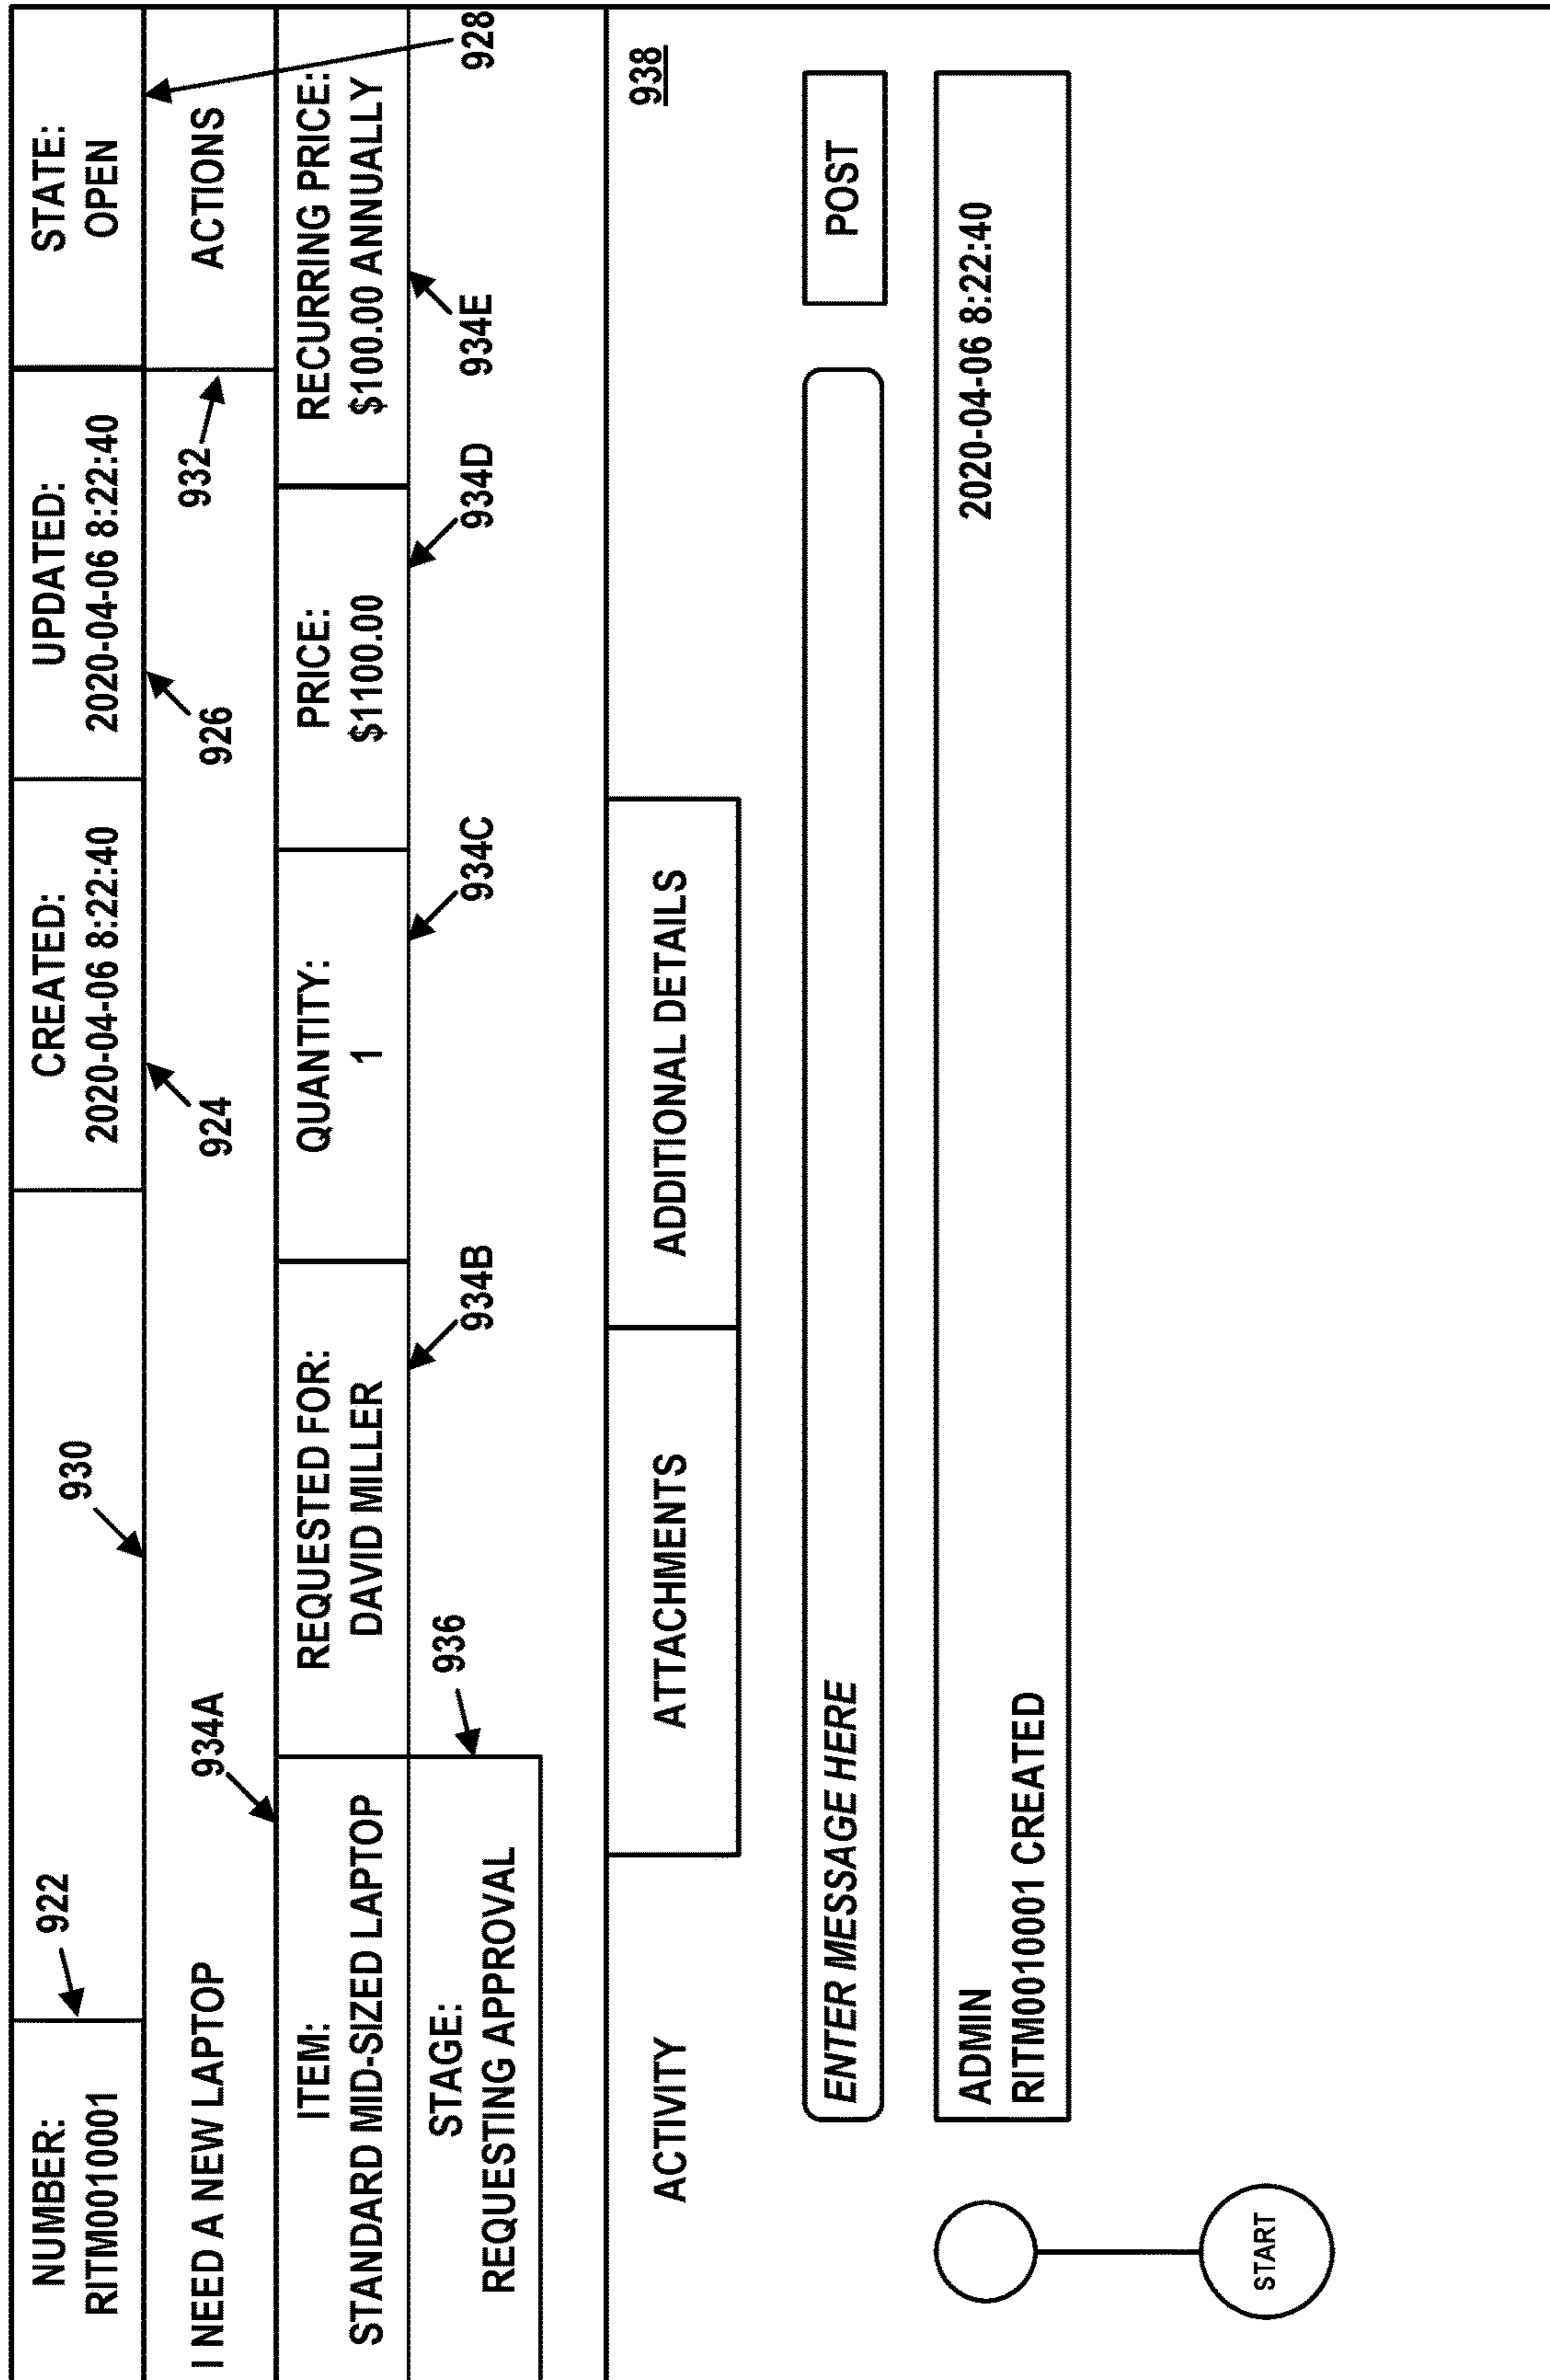 NUMBER:
RITM0010001
922
930
CREATED:
2020-04-06 8:22:40
UPDATED:
2020-04-06 8:22:40
STATE:
OPEN
I NEED A NEW LAPTOP
934A
924
926
932
ACTIONS
928
ITEM:
STANDARD MID-SIZED LAPTOP
REQUESTED FOR:
DAVID MILLER
QUANTITY:
1
PRICE:
$1100.00
RECURRING PRICE:
$100.00 ANNUALLY
STAGE:
REQUESTING APPROVAL
936
934B
934C
934D
934E
ACTIVITY
ATTACHMENTS
ADDITIONAL DETAILS
938
ENTER MESSAGE HERE
POST
ADMIN
2020-04-06 8:22:40
RITM0010001 CREATED
START